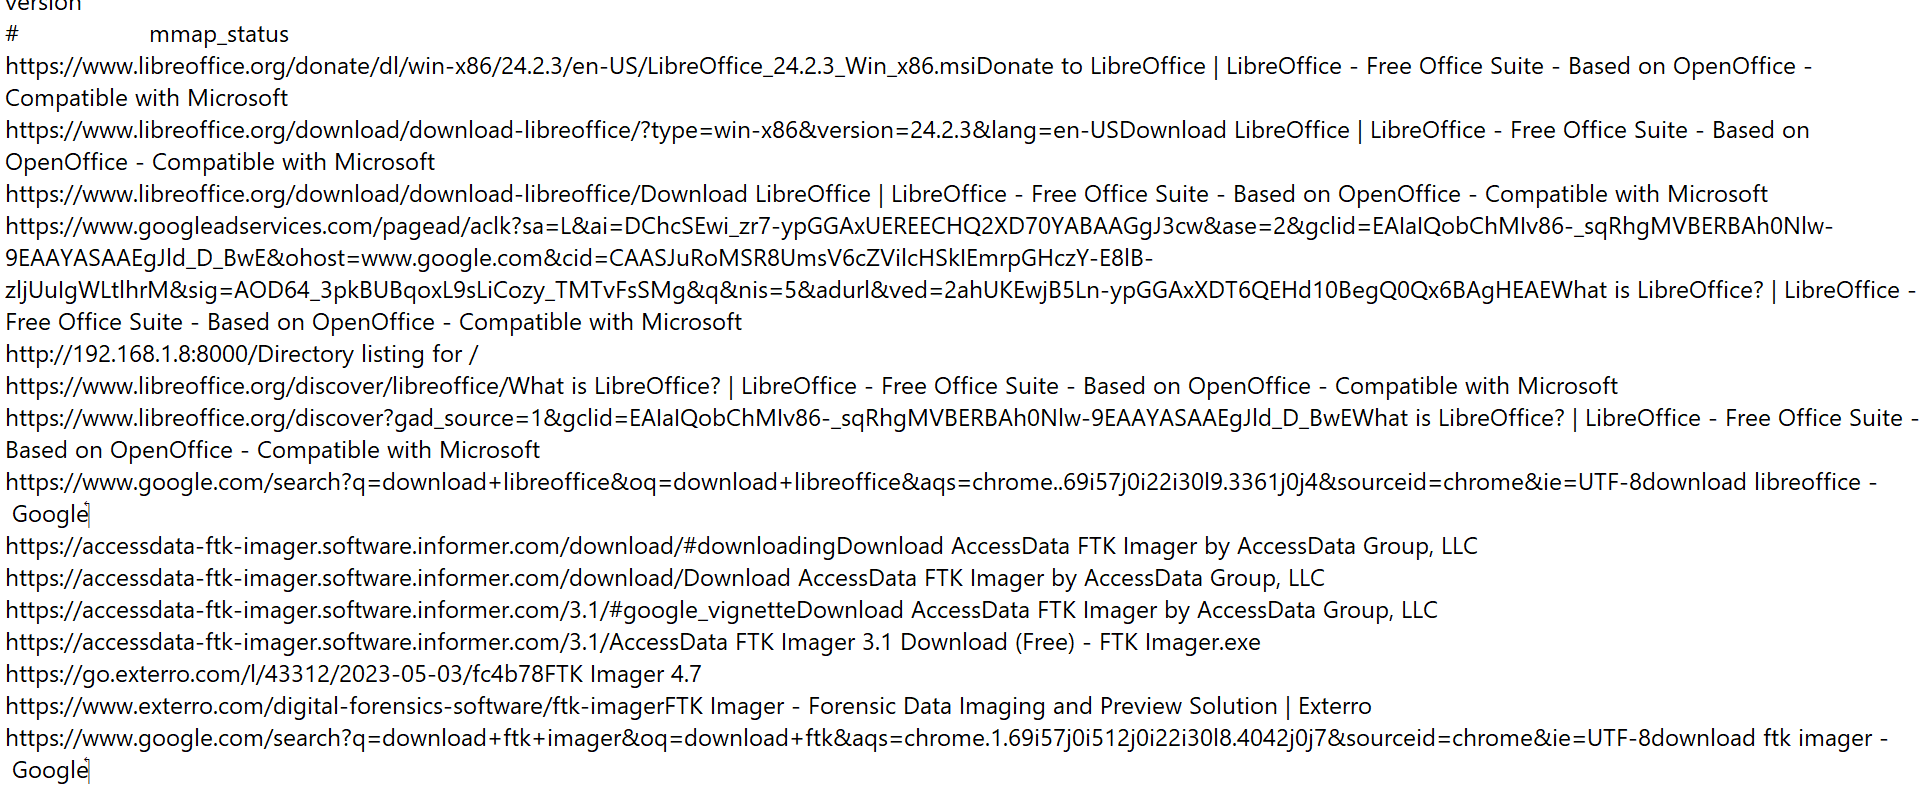 version
# mmap_status
https://www.libreoffice.org/donate/dl/win-x86/24.2.3/en-US/LibreOffice_24.2.3_Win_x86.msiDonate to LibreOffice | LibreOffice - Free Office Suite - Based on OpenOffice -
Compatible with Microsoft
https://www.libreoffice.org/download/download-libreoffice/?type=win-x86&version=24.2.3&lang=en-USDownload LibreOffice | LibreOffice - Free Office Suite - Based on
OpenOffice - Compatible with Microsoft
https://www.libreoffice.org/download/download-libreoffice/Download LibreOffice | LibreOffice - Free Office Suite - Based on OpenOffice - Compatible with Microsoft
https://www.googleadservices.com/pagead/aclk?sa=L&ai=DChcSEwi_zr7-ypGGAxUEREECHQ2XD70YABAAGgJ3cw&ase=2&gclid=EAIaIQobChMIv86-_sqRhgMVBERBAh0Nlw-
9EAAYASAAEgJld_D_BwE&ohost=www.google.com&cid=CAASJuRoMSR8UmsV6cZVilcHSkIEmrpGHczY-E8lB-
zljUuIgWLtlhrM&sig=AOD64_3pkBUBqoxL9sLiCozy_TMTvFsSMg&q&nis=5&adurl&ved=2ahUKEwjB5Ln-ypGGAxXDT6QEHd10BegQ0Qx6BAgHEAEWhat is LibreOffice? | LibreOffice -
Free Office Suite - Based on OpenOffice - Compatible with Microsoft
http://192.168.1.8:8000/Directory listing for /
https://www.libreoffice.org/discover/libreoffice/What is LibreOffice? | LibreOffice - Free Office Suite - Based on OpenOffice - Compatible with Microsoft
https://www.libreoffice.org/discover?gad_source=1&gclid=EAIaIQobChMIv86-_sqRhgMVBERBAh0Nlw-9EAAYASAAEgJld_D_BwEWhat is LibreOffice? | LibreOffice - Free Office Suite -
Based on OpenOffice - Compatible with Microsoft
https://www.google.com/search?q=download+libreoffice&oq=download+libreoffice&aqs=chrome..69i57j0i22i30l9.3361j0j4&sourceid=chrome&ie=UTF-8download libreoffice -
Google
https://accessdata-ftk-imager.software.informer.com/download/#downloadingDownload AccessData FTK Imager by AccessData Group, LLC
https://accessdata-ftk-imager.software.informer.com/download/Download AccessData FTK Imager by AccessData Group, LLC
https://accessdata-ftk-imager.software.informer.com/3.1/#google_vignetteDownload AccessData FTK Imager by AccessData Group, LLC
https://accessdata-ftk-imager.software.informer.com/3.1/AccessData FTK Imager 3.1 Download (Free) - FTK Imager.exe
https://go.exterro.com/l/43312/2023-05-03/fc4b78FTK Imager 4.7
https://www.exterro.com/digital-forensics-software/ftk-imagerFTK Imager - Forensic Data Imaging and Preview Solution | Exterro
https://www.google.com/search?q=download+ftk+imager&oq=download+ftk&aqs=chrome.1.69i57j0i512j0i22i30l8.4042j0j7&sourceid=chrome&ie=UTF-8download ftk imager -
Google